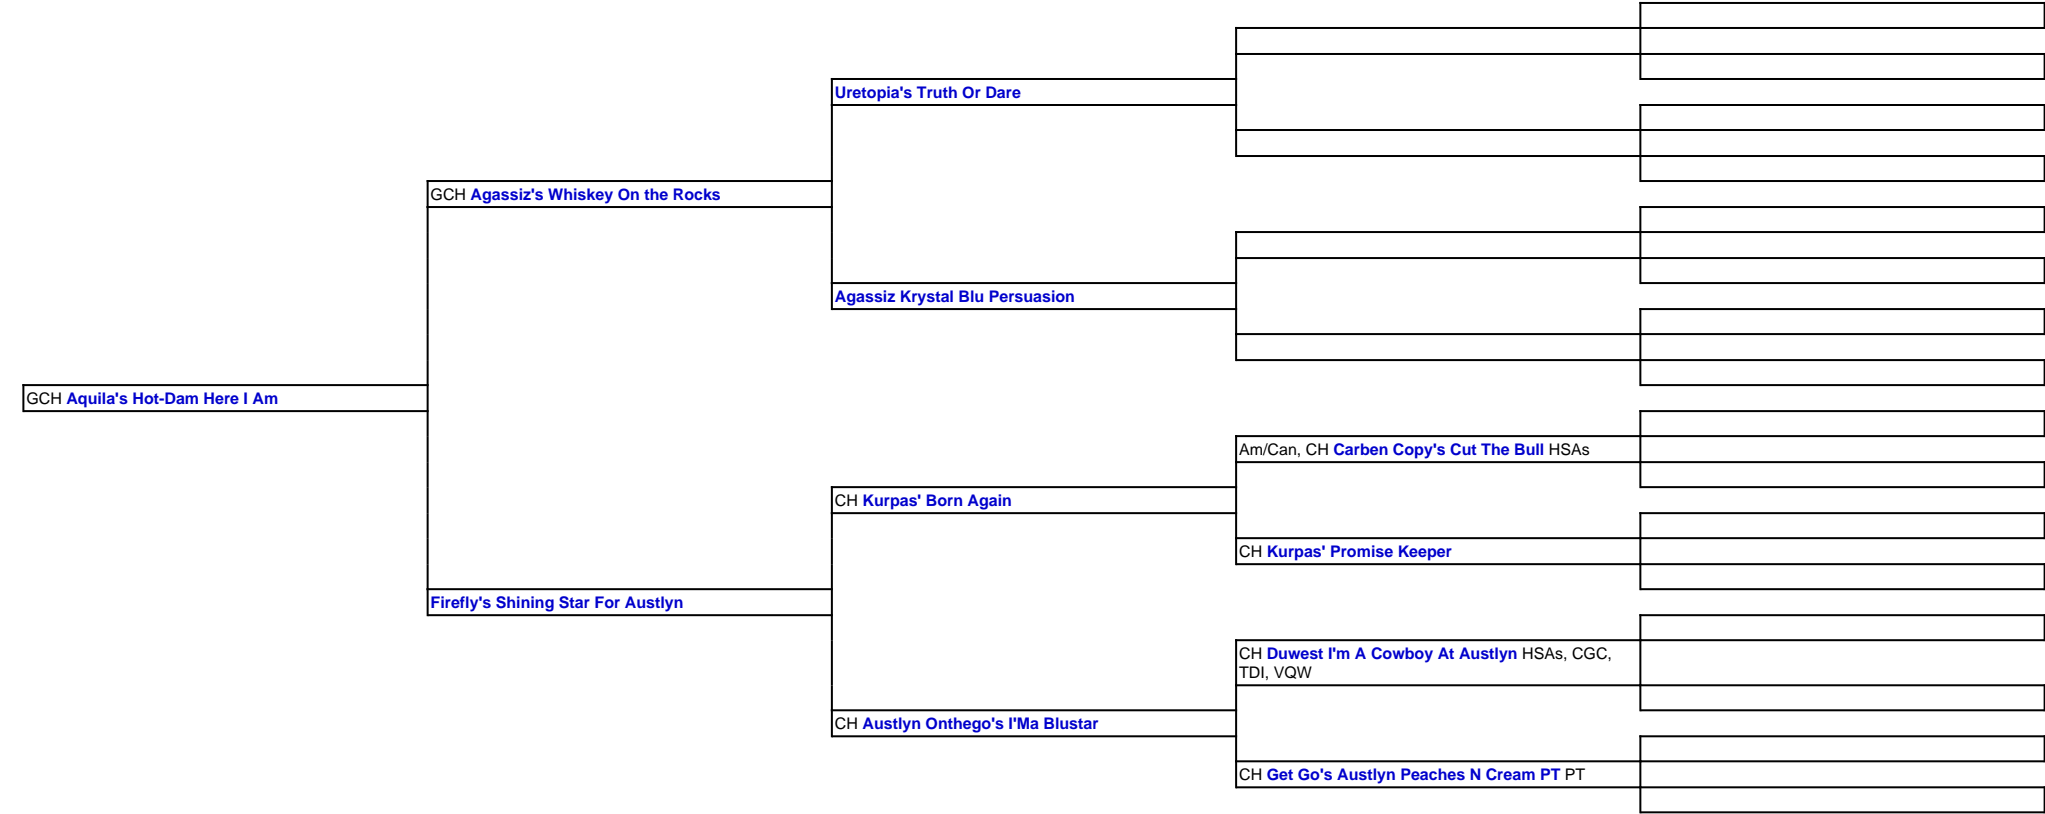 Uretopia's Truth Or Dare
GCH Agassiz's Whiskey On the Rocks
Agassiz Krystal Blu Persuasion
GCH Aquila's Hot-Dam Here I Am
Am/Can, CH Carben Copy's Cut The Bull HSAs
CH Kurpas' Born Again
CH Kurpas' Promise Keeper
Firefly's Shining Star For Austlyn
CH Duwest I'm A Cowboy At Austlyn HSAs, CGC,
TDI, VQW
CH Austlyn Onthego's I'Ma Blustar
CH Get Go's Austlyn Peaches N Cream PT PT